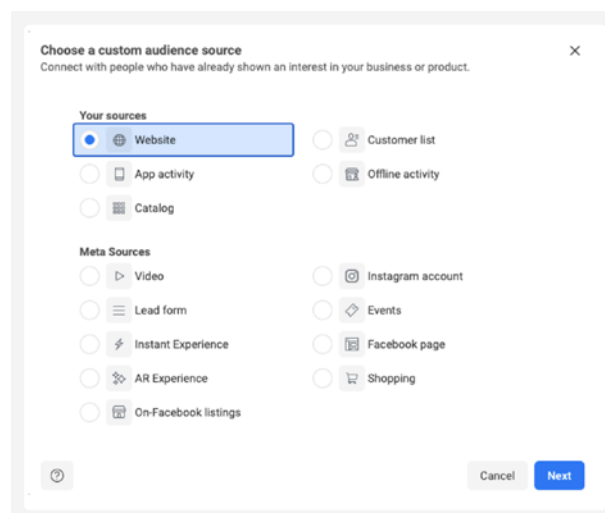 Choose a custom audience source
Connect with people who have already shown an interest in your business or product.
Your sources
Website
Customer list
App activity
Offline activity
Catalog
Meta Sources
Video
Instagram account
Lead form
Events
Instant Experience
Facebook page
AR Experience
Shopping
On-Facebook listings
Cancel
Next